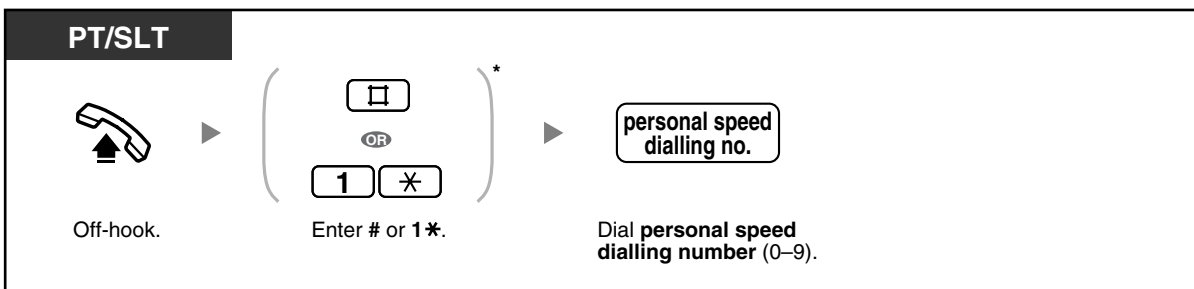 PT/SLT
*
#
OR
1 *
personal speed
dialling no.
Off-hook.
Enter # or 1*.
Dial personal speed
dialling number (0–9).